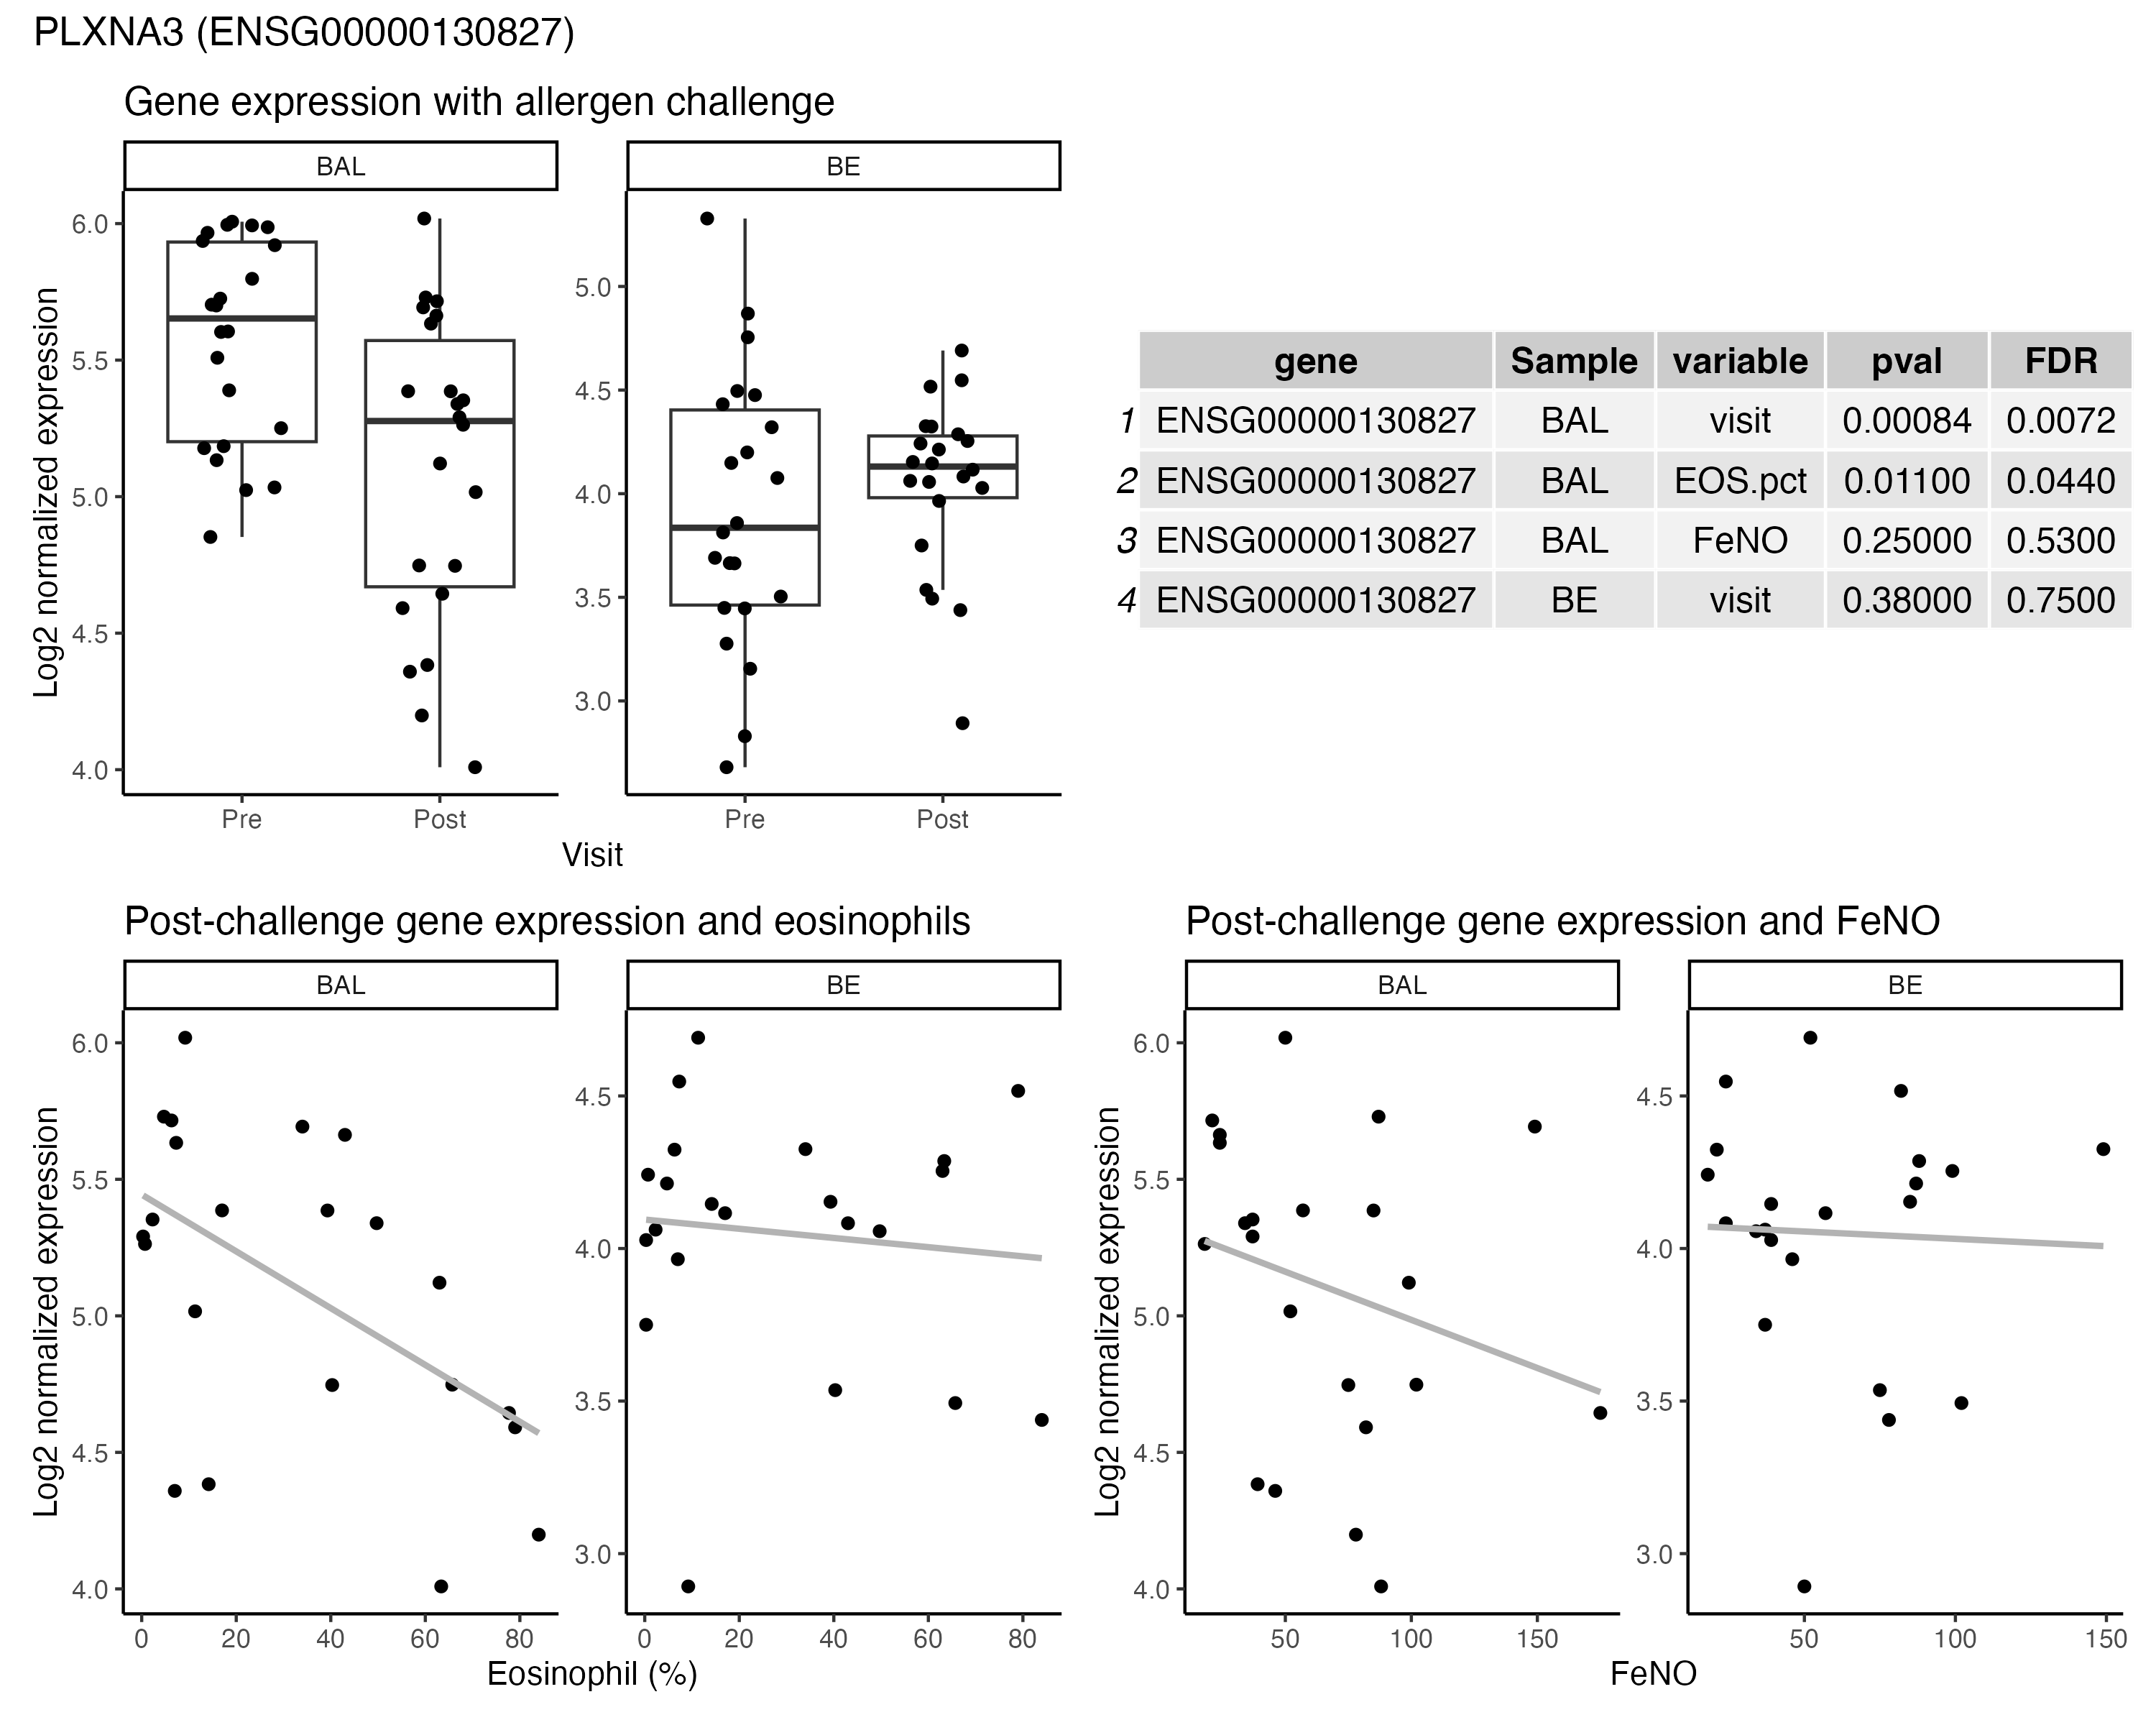 PLXNA3 (ENSG00000130827)
Gene expression with allergen challenge
BAL
BE
Log2 normalized expression
6.0
5.5
5.0
4.5
4.0
5.0
4.5
4.0
3.5
3.0
Pre
Post
Pre
Post
Visit
gene Sample variable pval FDR
1 ENSG00000130827 BAL visit 0.00084 0.0072
2 ENSG00000130827 BAL EOS.pct 0.01100 0.0440
3 ENSG00000130827 BAL FeNO 0.25000 0.5300
4 ENSG00000130827 BE visit 0.38000 0.7500
Post-challenge gene expression and eosinophils
BAL
BE
Log2 normalized expression
6.0
5.5
5.0
4.5
4.0
4.5
4.0
3.5
3.0
0 20 40 60 80
0 20 40 60 80
Eosinophil (%)
Post-challenge gene expression and FeNO
BAL
BE
Log2 normalized expression
6.0
5.5
5.0
4.5
4.0
4.5
4.0
3.5
3.0
50 100 150
50 100 150
FeNO